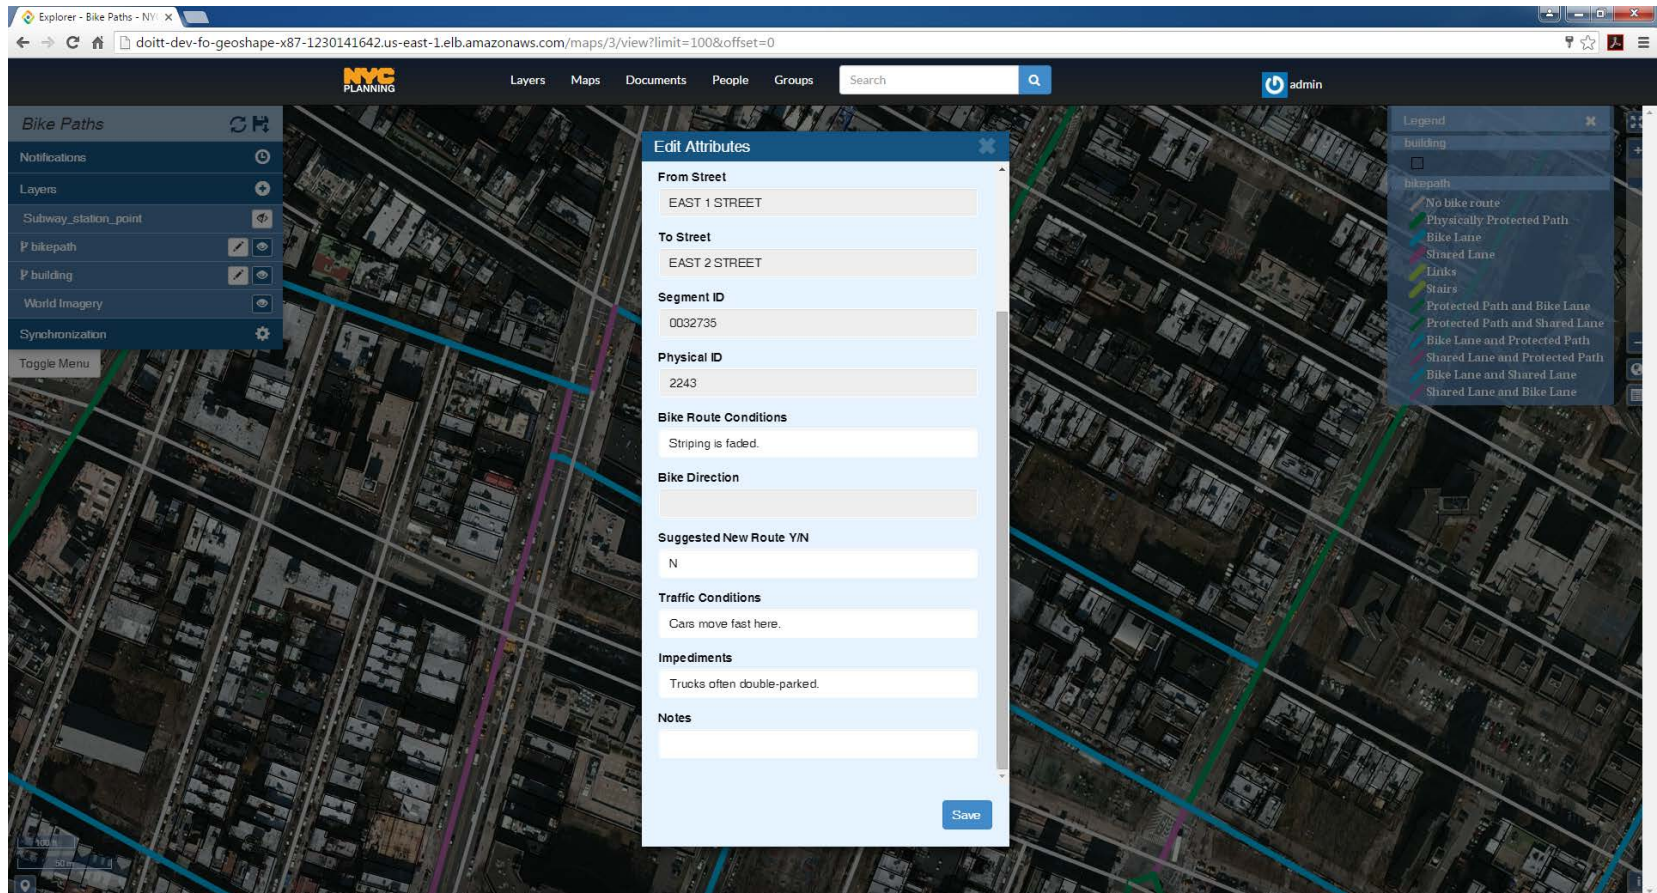 Explorer - Bike Paths - NY
doitt-dev-fo-geoshape-x87-1230141642.us-east-1.elb.amazonaws.com/maps/3/view?limit=100&offset=0
NYC
PLANNING
Layers Maps Documents People Groups Search admin
Bike Paths
Notifications
Layers
Subway_station_point
bikepath
building
World Imagery
Synchronization
Toggle Menu
100 ft
50 m
Edit Attributes
From Street
EAST 1 STREET
To Street
EAST 2 STREET
Segment ID
0032735
Physical ID
2243
Bike Route Conditions
Striping is faded.
Bike Direction
Suggested New Route Y/N
N
Traffic Conditions
Cars move fast here.
Impediments
Trucks often double-parked.
Notes
Save
Legend
building
bikepath
No bike route
Physically Protected Path
Bike Lane
Shared Lane
Links
Stairs
Protected Path and Bike Lane
Protected Path and Shared Lane
Bike Lane and Protected Path
Shared Lane and Protected Path
Bike Lane and Shared Lane
Shared Lane and Bike Lane